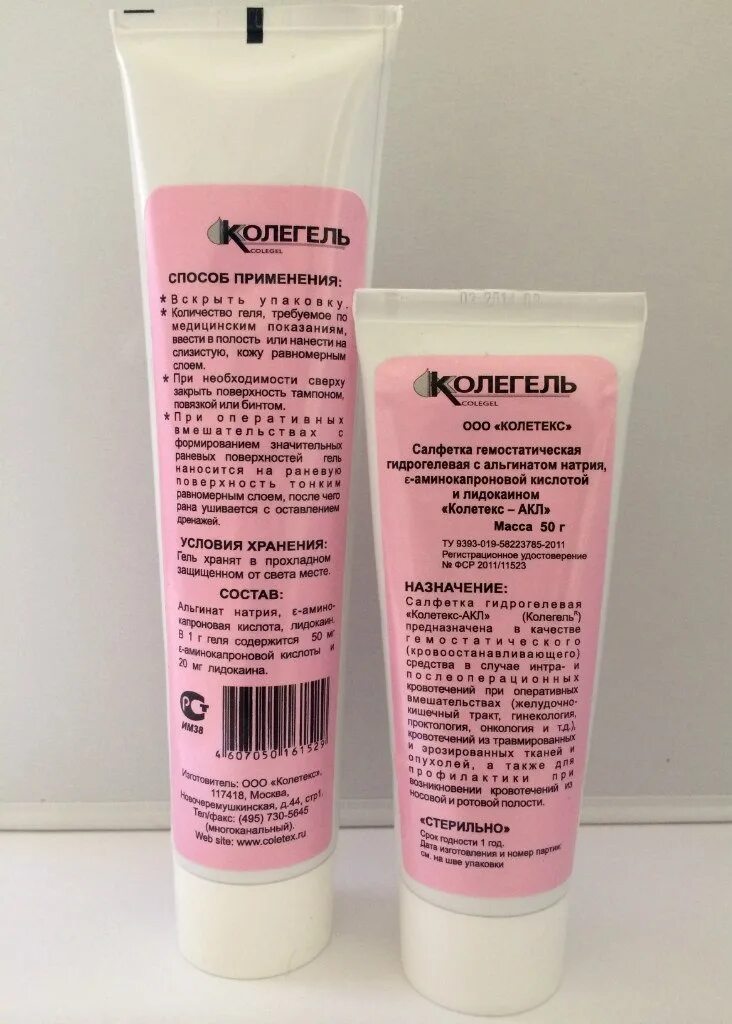 КОЛЕГЕЛЬ
COLEGEL
СПОСОБ ПРИМЕНЕНИЯ:
* Вскрыть упаковку.
* Количество геля, требуемое по
медицинским показаниям,
ввести в полость или нанести на
слизистую, кожу равномерным
слоем.
* При необходимости сверху
закрыть поверхность тампоном,
повязкой или бинтом.
* При оперативных
вмешательствах с
формированием значительных
раневых поверхностей гель
наносится на раневую
поверхность тонким
равномерным слоем, после чего
рана ушивается с оставлением
дренажей.
УСЛОВИЯ ХРАНЕНИЯ:
Гель хранят в прохладном
защищенном от света месте.
СОСТАВ:
Альгинат натрия, ε-амино-
капроновая кислота, лидокаин.
В 1 г геля содержится 50 мг
ε-аминокапроновой кислоты и
20 мг лидокаина.
РСТ
ИМ38
4 607050 161529
Изготовитель: ООО «Колетекс»,
117418, Москва,
Новочеремушкинская, д.44, стр1.
Тел/факс: (495) 730-5645
(многоканальный).
Web site: www.coletex.ru
КОЛЕГЕЛЬ
COLEGEL
ООО «КОЛЕТЕКС»
Салфетка гемостатическая
гидрогелевая с альгинатом натрия,
ε-аминокапроновой кислотой
и лидокаином
«Колетекс – АКЛ»
Масса 50 г
ТУ 9393-019-58223785-2011
Регистрационное удостоверение
№ ФСР 2011/11523
НАЗНАЧЕНИЕ:
Салфетка гидрогелевая
«Колетекс-АКЛ» (Колегель®)
предназначена в качестве
гемостатического
(кровоостанавливающего)
средства в случае интра- и
послеоперационных
кровотечений при оперативных
вмешательствах (желудочно-
кишечный тракт, гинекология,
проктология, онкология и т.д.),
кровотечений из травмированных
и эрозированных тканей и
опухолей, а также для
профилактики при
возникновении кровотечений из
носовой и ротовой полости.
«СТЕРИЛЬНО»
Срок годности 1 год.
Дата изготовления и номер партии
см. на шве упаковки